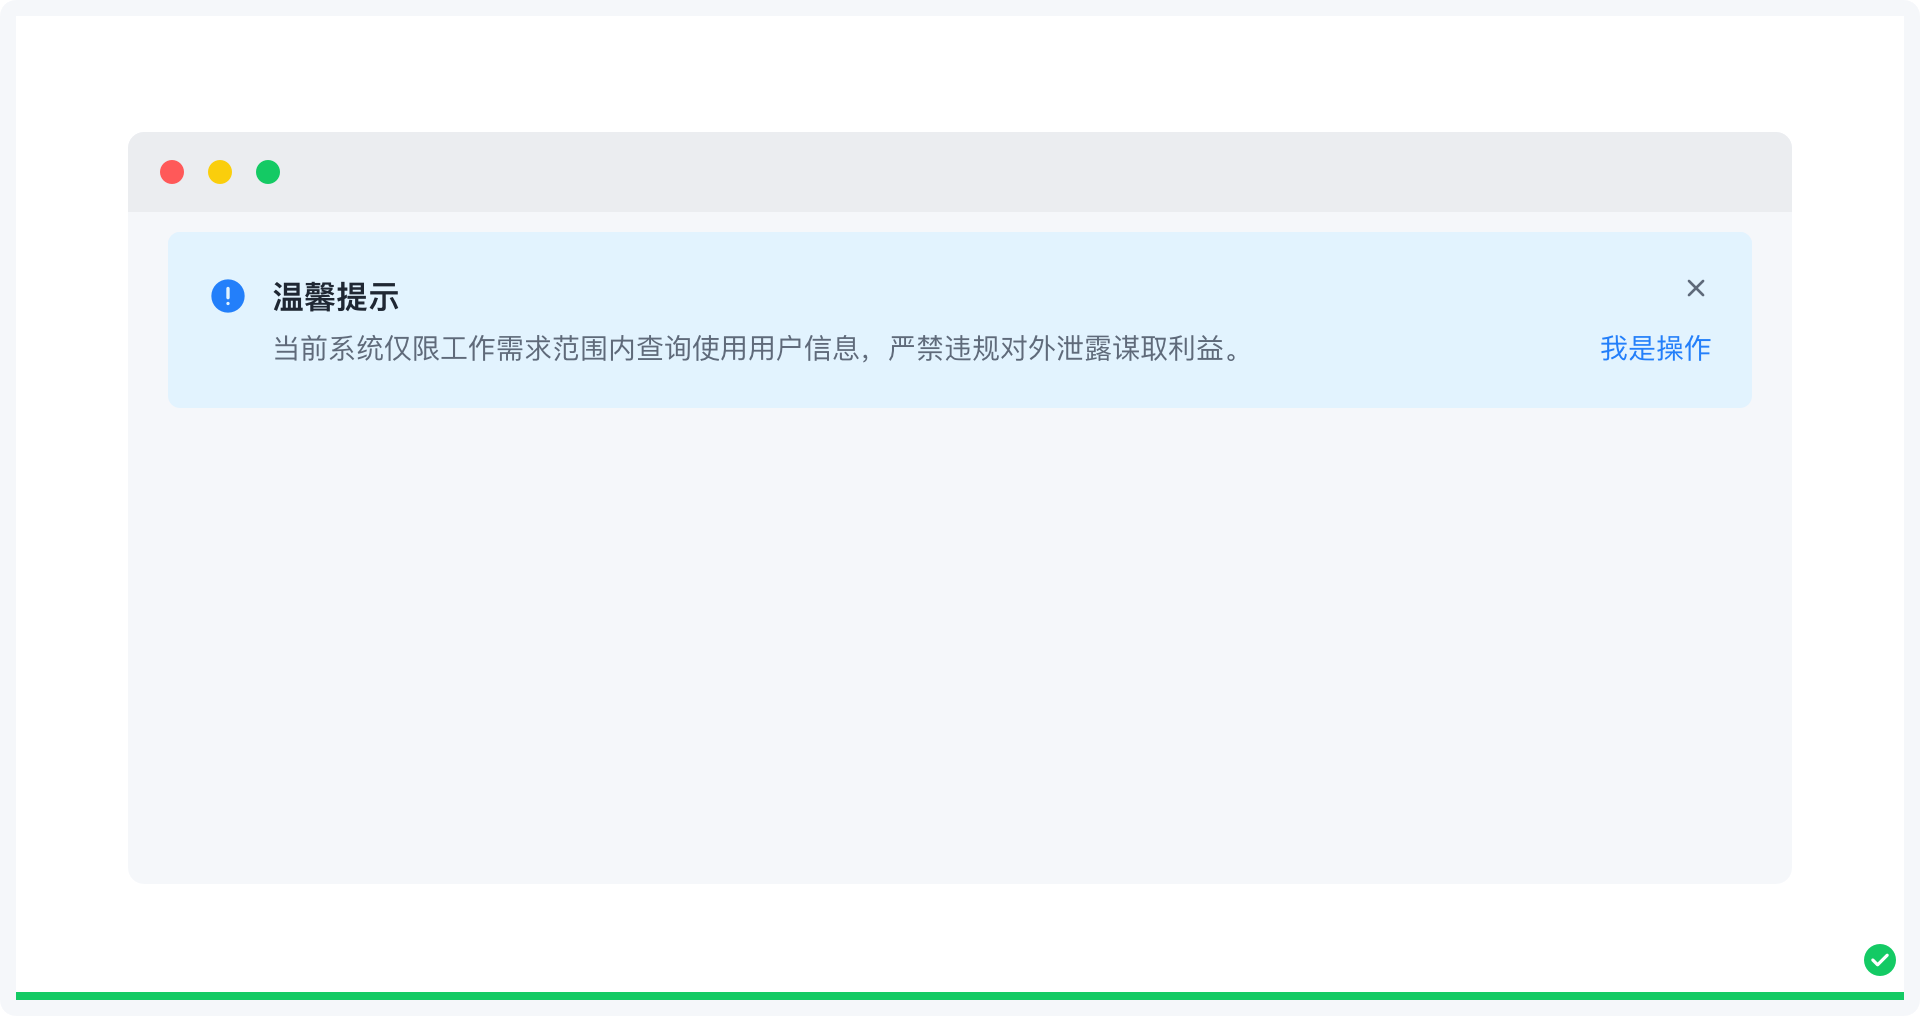 温馨提示
当前系统仅限工作需求范围内查询使用用户信息，严禁违规对外泄露谋取利益。
我是操作